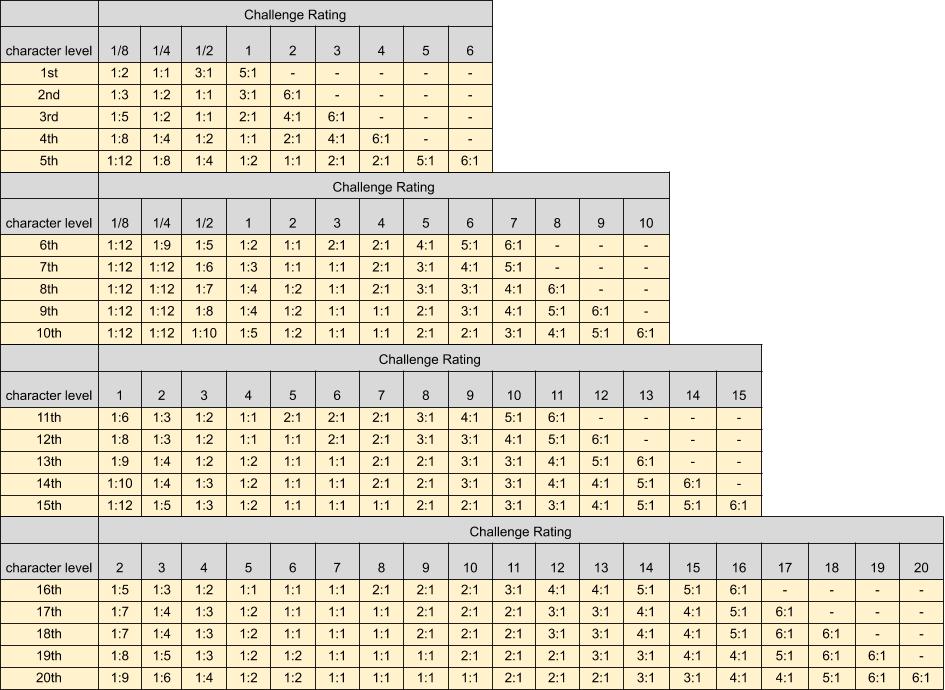 Challenge Rating
character level 1/8 1/4 1/2 1 2 3 4 5 6
1st 1:2 1:1 3:1 5:1 - - - - -
2nd 1:3 1:2 1:1 3:1 6:1 - - - -
3rd 1:5 1:2 1:1 2:1 4:1 6:1 - - -
4th 1:8 1:4 1:2 1:1 2:1 4:1 6:1 - -
5th 1:12 1:8 1:4 1:2 1:1 2:1 2:1 5:1 6:1
Challenge Rating
character level 1/8 1/4 1/2 1 2 3 4 5 6 7 8 9 10
6th 1:12 1:9 1:5 1:2 1:1 2:1 2:1 4:1 5:1 6:1 - - -
7th 1:12 1:12 1:6 1:3 1:1 1:1 2:1 3:1 4:1 5:1 - - -
8th 1:12 1:12 1:7 1:4 1:2 1:1 2:1 3:1 3:1 4:1 6:1 - -
9th 1:12 1:12 1:8 1:4 1:2 1:1 1:1 2:1 3:1 4:1 5:1 6:1 -
10th 1:12 1:12 1:10 1:5 1:2 1:1 1:1 2:1 2:1 3:1 4:1 5:1 6:1
Challenge Rating
character level 1 2 3 4 5 6 7 8 9 10 11 12 13 14 15
11th 1:6 1:3 1:2 1:1 2:1 2:1 2:1 3:1 4:1 5:1 6:1 - - - -
12th 1:8 1:3 1:2 1:1 1:1 2:1 2:1 3:1 3:1 4:1 5:1 6:1 - - -
13th 1:9 1:4 1:2 1:2 1:1 1:1 2:1 2:1 3:1 3:1 4:1 5:1 6:1 - -
14th 1:10 1:4 1:3 1:2 1:1 1:1 2:1 2:1 3:1 3:1 4:1 4:1 5:1 6:1 -
15th 1:12 1:5 1:3 1:2 1:1 1:1 1:1 2:1 2:1 3:1 3:1 4:1 5:1 5:1 6:1
Challenge Rating
character level 2 3 4 5 6 7 8 9 10 11 12 13 14 15 16 17 18 19 20
16th 1:5 1:3 1:2 1:1 1:1 1:1 2:1 2:1 2:1 3:1 4:1 4:1 5:1 5:1 6:1 - - - -
17th 1:7 1:4 1:3 1:2 1:1 1:1 1:1 2:1 2:1 2:1 3:1 3:1 4:1 4:1 5:1 6:1 - - -
18th 1:7 1:4 1:3 1:2 1:1 1:1 1:1 2:1 2:1 2:1 3:1 3:1 4:1 4:1 5:1 6:1 6:1 - -
19th 1:8 1:5 1:3 1:2 1:2 1:1 1:1 1:1 2:1 2:1 2:1 3:1 3:1 4:1 4:1 5:1 6:1 6:1 -
20th 1:9 1:6 1:4 1:2 1:2 1:1 1:1 1:1 1:1 2:1 2:1 2:1 3:1 3:1 4:1 4:1 5:1 6:1 6:1